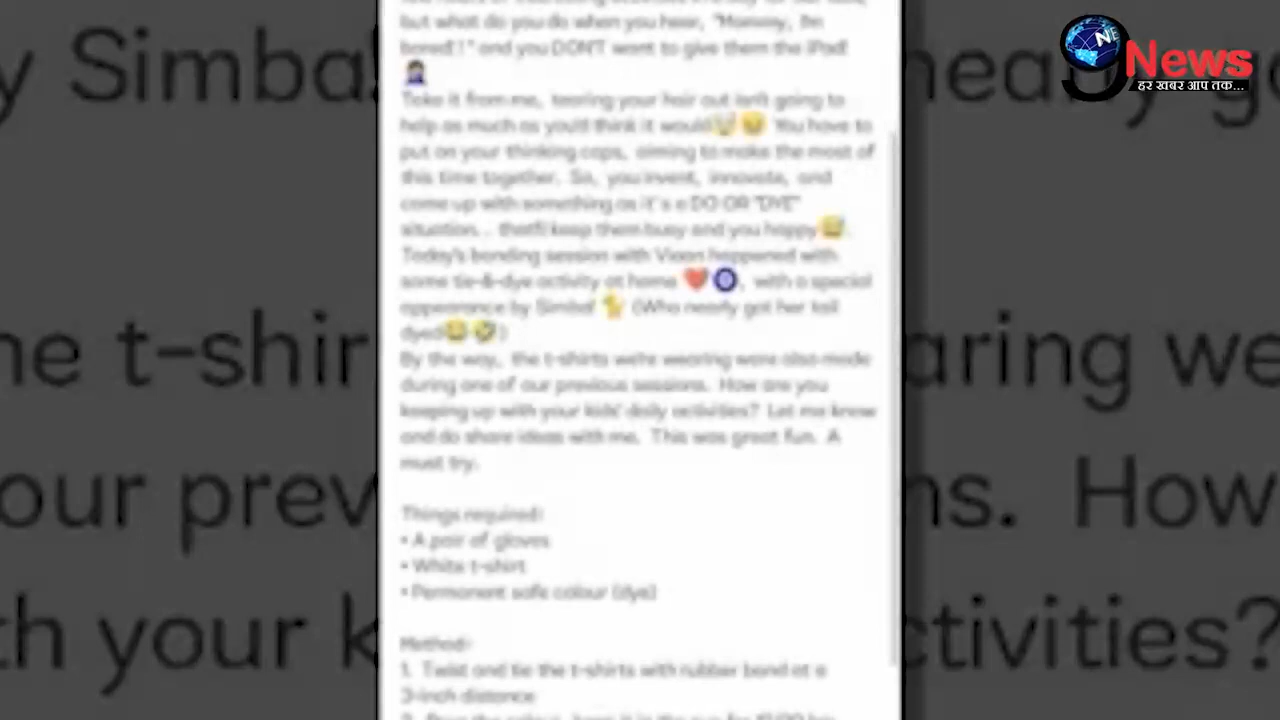 but what do you do when you hear, "Mommy, I'm
bored!!" and you DON'T want to give them the iPad!
🤦🏻‍♀️
Take it from me, tearing your hair out isn't going to
help as much as you'll think it would🤯😆 You have to
put on your thinking caps, aiming to make the most of
this time together. So, you invent, innovate, and
come up with something as it's a DO OR "DYE"
situation... that'll keep them busy and you happy😅.
Today's bonding session with Viaan happened with
some tie-&-dye activity at home ❤️🧿, with a special
appearance by Simba! 🐈 (Who nearly got her tail
dyed😂🤣)
By the way, the t-shirts we're wearing were also made
during one of our previous sessions. How are you
keeping up with your kids' daily activities? Let me know
and do share ideas with me. This was great fun. A
must try.
Things required:
• A pair of gloves
• White t-shirt
• Permanent safe colour (dye)
Method:-
1. Twist and tie the t-shirts with rubber band at a
3-inch distance
y Simba!
nearly go
he t-shir
aring we
our prev
ns. How
th your k
ctivities?
NE
9 News
हर खबर आप तक...